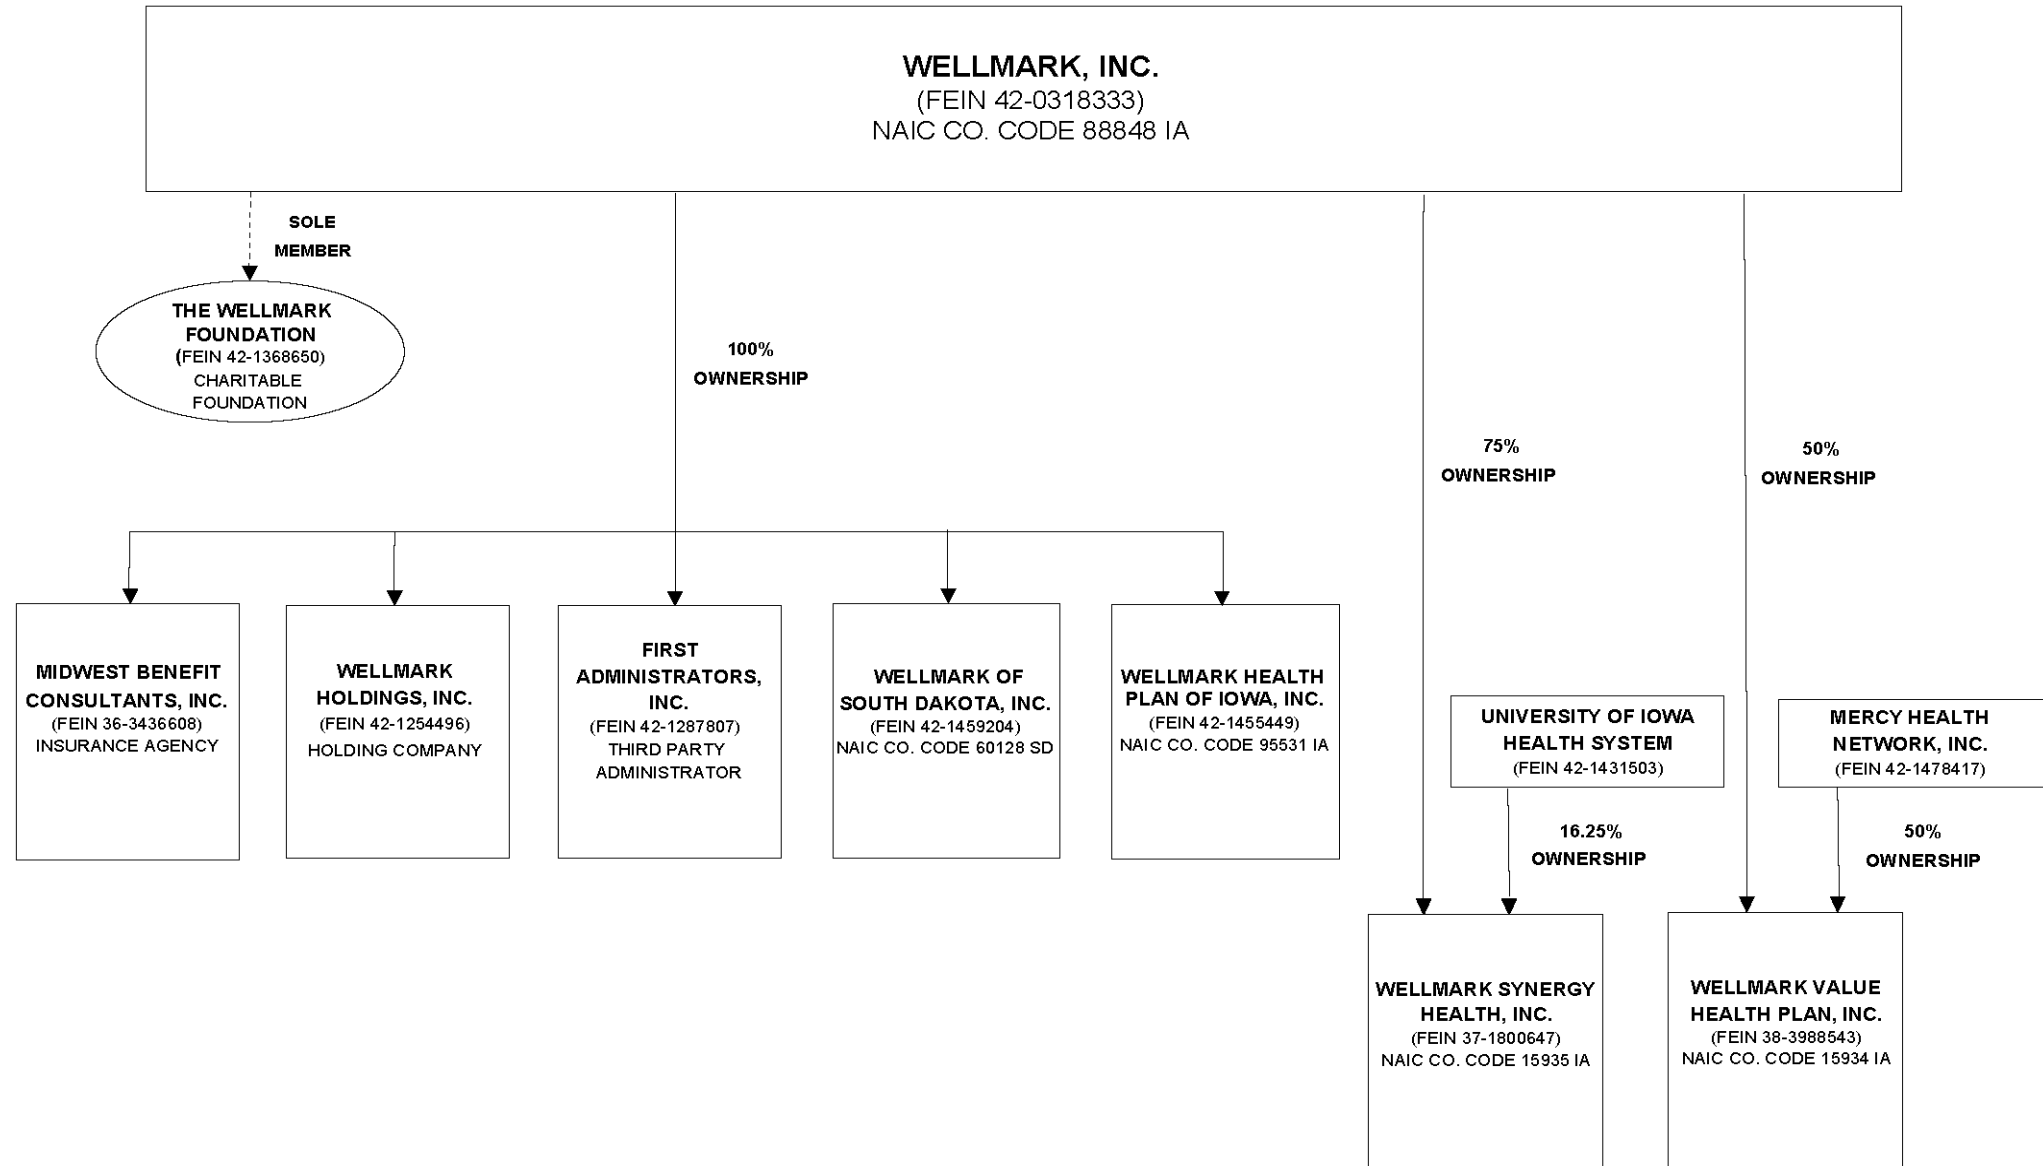 WELLMARK, INC.
(FEIN 42-0318333)
NAIC CO. CODE 88848 IA
SOLE
MEMBER
THE WELLMARK
FOUNDATION
(FEIN 42-1368650)
CHARITABLE
FOUNDATION
100%
OWNERSHIP
75%
OWNERSHIP
50%
OWNERSHIP
MIDWEST BENEFIT
CONSULTANTS, INC.
(FEIN 36-3436608)
INSURANCE AGENCY
WELLMARK
HOLDINGS, INC.
(FEIN 42-1254496)
HOLDING COMPANY
FIRST
ADMINISTRATORS,
INC.
(FEIN 42-1287807)
THIRD PARTY
ADMINISTRATOR
WELLMARK OF
SOUTH DAKOTA, INC.
(FEIN 42-1459204)
NAIC CO. CODE 60128 SD
WELLMARK HEALTH
PLAN OF IOWA, INC.
(FEIN 42-1455449)
NAIC CO. CODE 95531 IA
UNIVERSITY OF IOWA
HEALTH SYSTEM
(FEIN 42-1431503)
MERCY HEALTH
NETWORK, INC.
(FEIN 42-1478417)
16.25%
OWNERSHIP
50%
OWNERSHIP
WELLMARK SYNERGY
HEALTH, INC.
(FEIN 37-1800647)
NAIC CO. CODE 15935 IA
WELLMARK VALUE
HEALTH PLAN, INC.
(FEIN 38-3988543)
NAIC CO. CODE 15934 IA